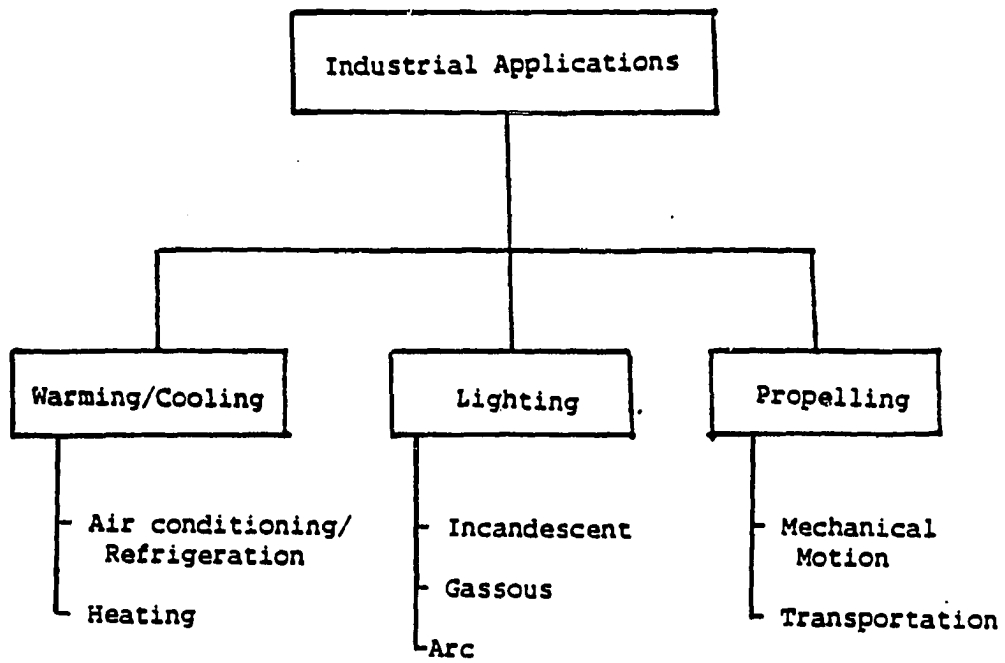 Industrial Applications
Warming/Cooling
Air conditioning/
Refrigeration
Heating
Lighting
Incandescent
Gassous
Arc
Propelling
Mechanical
Motion
Transportation